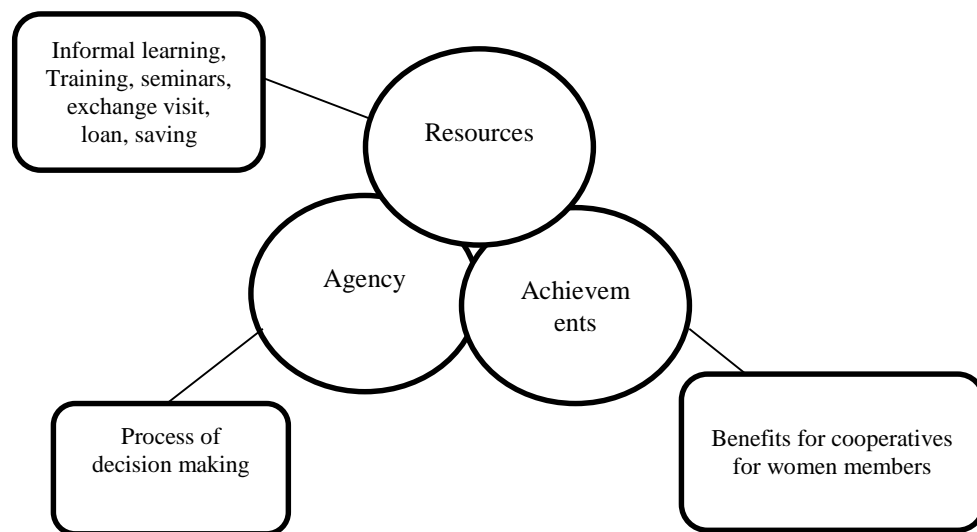 Informal learning,
Training, seminars,
exchange visit,
loan, saving
Resources
Agency
Achievem
ents
Process of
decision making
Benefits for cooperatives
for women members